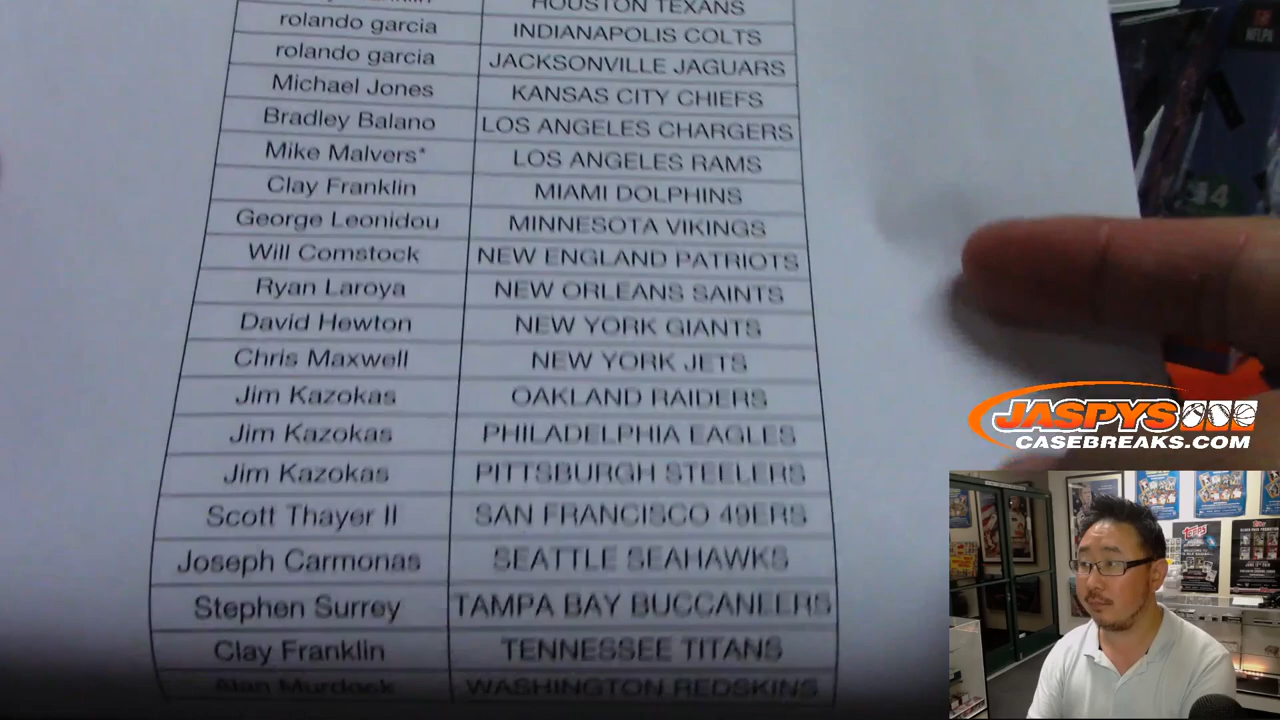 HOUSTON TEXANS
rolando garcia INDIANAPOLIS COLTS
rolando garcia JACKSONVILLE JAGUARS
Michael Jones KANSAS CITY CHIEFS
Bradley Balano LOS ANGELES CHARGERS
Mike Malvers* LOS ANGELES RAMS
Clay Franklin MIAMI DOLPHINS
George Leonidou MINNESOTA VIKINGS
Will Comstock NEW ENGLAND PATRIOTS
Ryan Laroya NEW ORLEANS SAINTS
David Hewton NEW YORK GIANTS
Chris Maxwell NEW YORK JETS
Jim Kazokas OAKLAND RAIDERS
Jim Kazokas PHILADELPHIA EAGLES
Jim Kazokas PITTSBURGH STEELERS
Scott Thayer II SAN FRANCISCO 49ERS
Joseph Carmonas SEATTLE SEAHAWKS
Stephen Surrey TAMPA BAY BUCCANEERS
Clay Franklin TENNESSEE TITANS
Alan Murdock WASHINGTON REDSKINS
NFLPA
JASPYS
CASEBREAKS.COM
topps